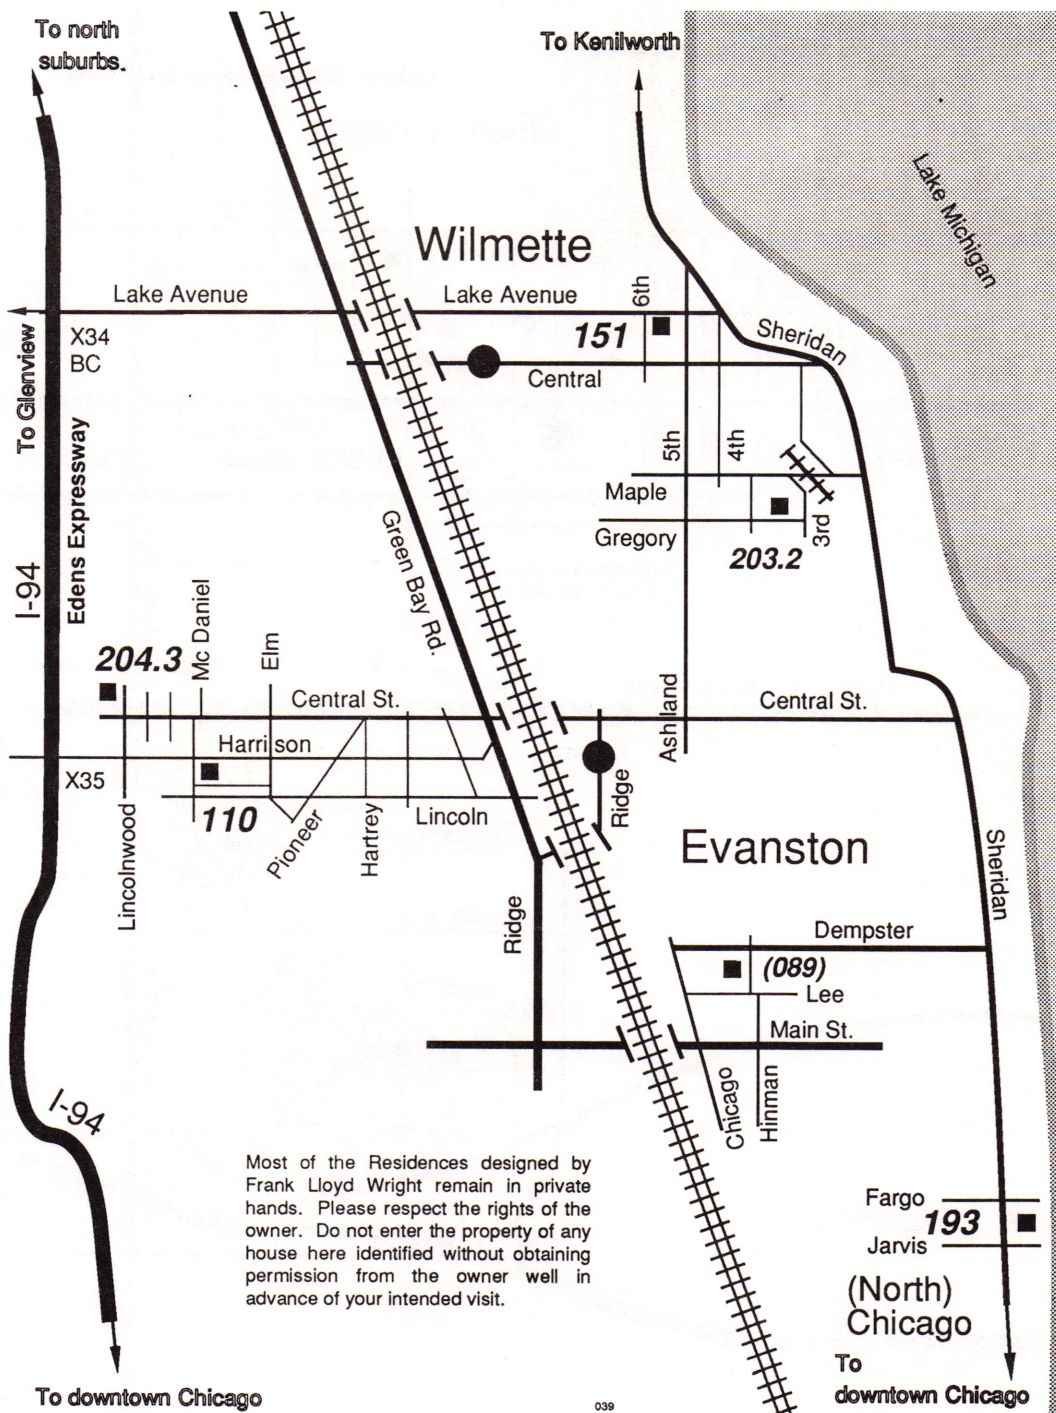 To north
suburbs.
To Kenilworth
Lake Michigan
Wilmette
Lake Avenue
Lake Avenue
6th
Sheridan
151
X34
BC
To Glenview
Central
5th
4th
Maple
Gregory
3rd
203.2
I-94
Edens Expressway
Green Bay Rd.
204.3
Mc Daniel
Elm
Central St.
Ashland
Central St.
Harrison
X35
110
Lincolnwood
Pioneer
Hartrey
Lincoln
Ridge
Ridge
Evanston
Sheridan
Dempster
(089)
Lee
Main St.
Chicago
Hinman
I-94
Most of the Residences designed by
Frank Lloyd Wright remain in private
hands. Please respect the rights of the
owner. Do not enter the property of any
house here identified without obtaining
permission from the owner well in
advance of your intended visit.
Fargo
193
Jarvis
(North)
Chicago
To
downtown Chicago
To downtown Chicago
039